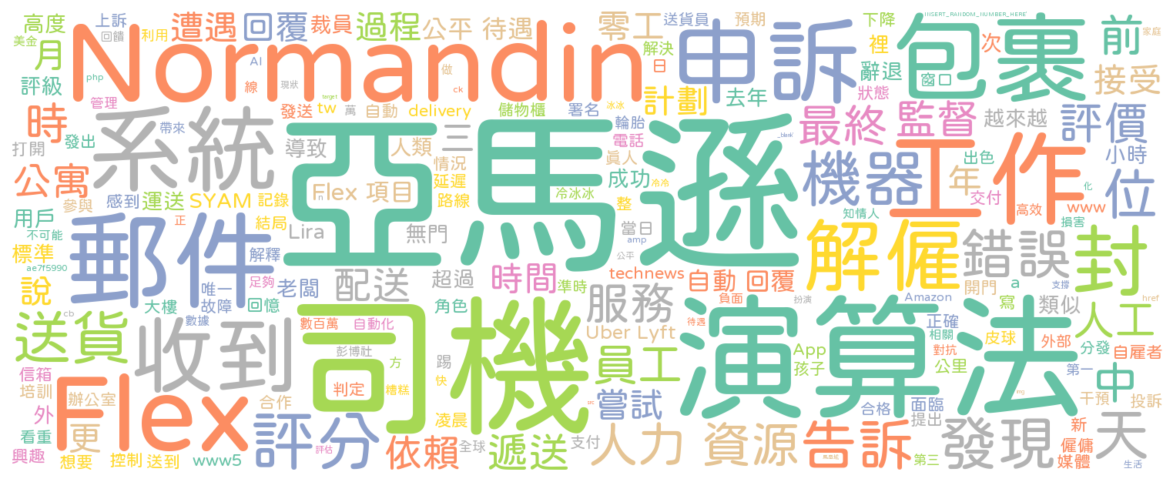 高度 上訴 遭遇 回覆 裁員 過程 公平 待遇 零工 送貨員 預期 下降 INSERT_RANDOM_NUMBER_HERE 前 家庭
美金 月 回饋 利用 Normandin 申訴 解決 裡 包裹 次
評級 php 現狀 AI 線 做 ck 日 辭退 窗口 接受
管理 target 發送 tw 萬 自動 delivery 儲物櫃 署名 冰冰 計劃 去年 狀態
時 發出 帶來 系統 亞馬遜 三 輪胎 電話 _blank 最終 監督 越來越 評價
打開 導致 人類 情況 真人 機器 出色 工作 小時
公寓 感到 運送 SYAM 記錄 Flex 項目 延遲 冷冰冰 成功 冷冷 年 交付 化 位
用戶 參與 正 結局 路線 整 知情人 高效 www 損害
不可能 郵件 Lira 無門 當日 amp 公平 解僱 錯誤 封
標準 解釋 technews 自動 回覆
ae7f5990 唯一 足夠 配送 超過 時間 準時 開門 a 支撐
說 大樓 故障 回憶 老闆 服務 負面 扮演 Amazon 寫 類似 href
送貨 cb 數據 收到 數百萬 自動化 角色 Uber Lyft 待遇 演算法 正確 皮球 人工
彭博社 司機 方 踢 員工 App 相關 對抗 外部 分發 自雇者
信箱 判定 糟糕 快 孩子 公里 第一 中
培訓 辦公室 Flex 合作 嘗試 合格 面臨 干預 投訴
外 更 評分 凌晨 提出 天
看重 依賴 全球 支付 遞送 人力 資源 告訴 發現 新 僱傭
興趣 想要 控制 送到 www5 評估 第三 媒體 生活